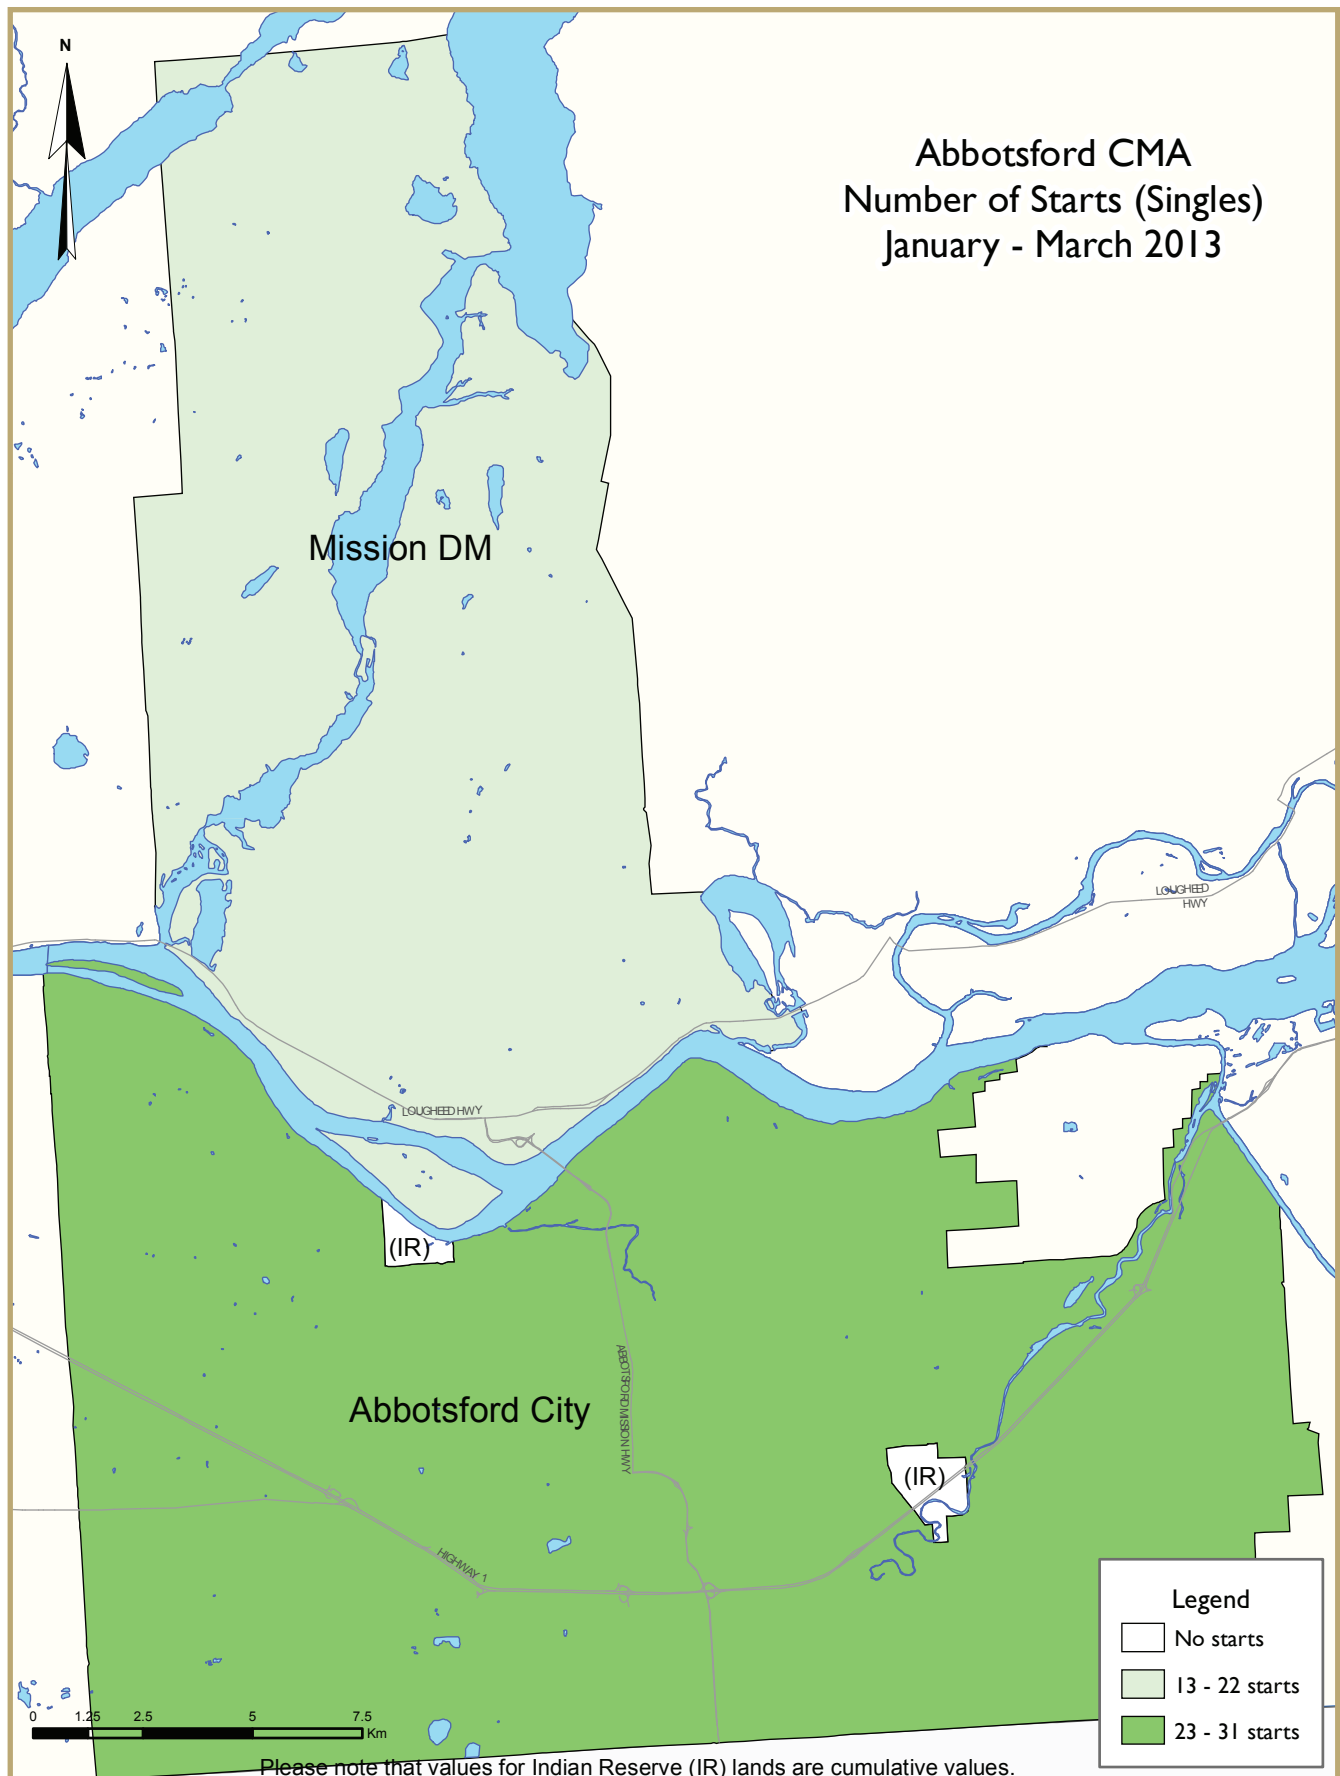 N
Abbotsford CMA
Number of Starts (Singles)
January - March 2013
Mission DM
LOUGHEED
HWY
LOUGHEED HWY
(IR)
ABBOTSFORD MISSION HWY
Abbotsford City
(IR)
HIGHWAY 1
Legend
No starts
13 - 22 starts
23 - 31 starts
0 1.25 2.5 5 7.5
Km
Please note that values for Indian Reserve (IR) lands are cumulative values.